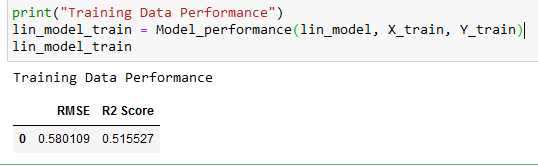 print("Training Data Performance")
lin_model_train = Model_performance(lin_model, X_train, Y_train)
lin_model_train
Training Data Performance
RMSE R2 Score
0 0.580109 0.515527